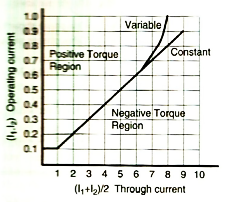 1.0
0.9
0.8
0.7
0.6
0.5
0.4
0.3
0.2
0.1
(I₁-I₂) Operating current
Variable
Constant
Positive Torque
Region
Negative Torque
Region
1 2 3 4 5 6 7 8 9 10
(I₁+I₂)/2 Through current